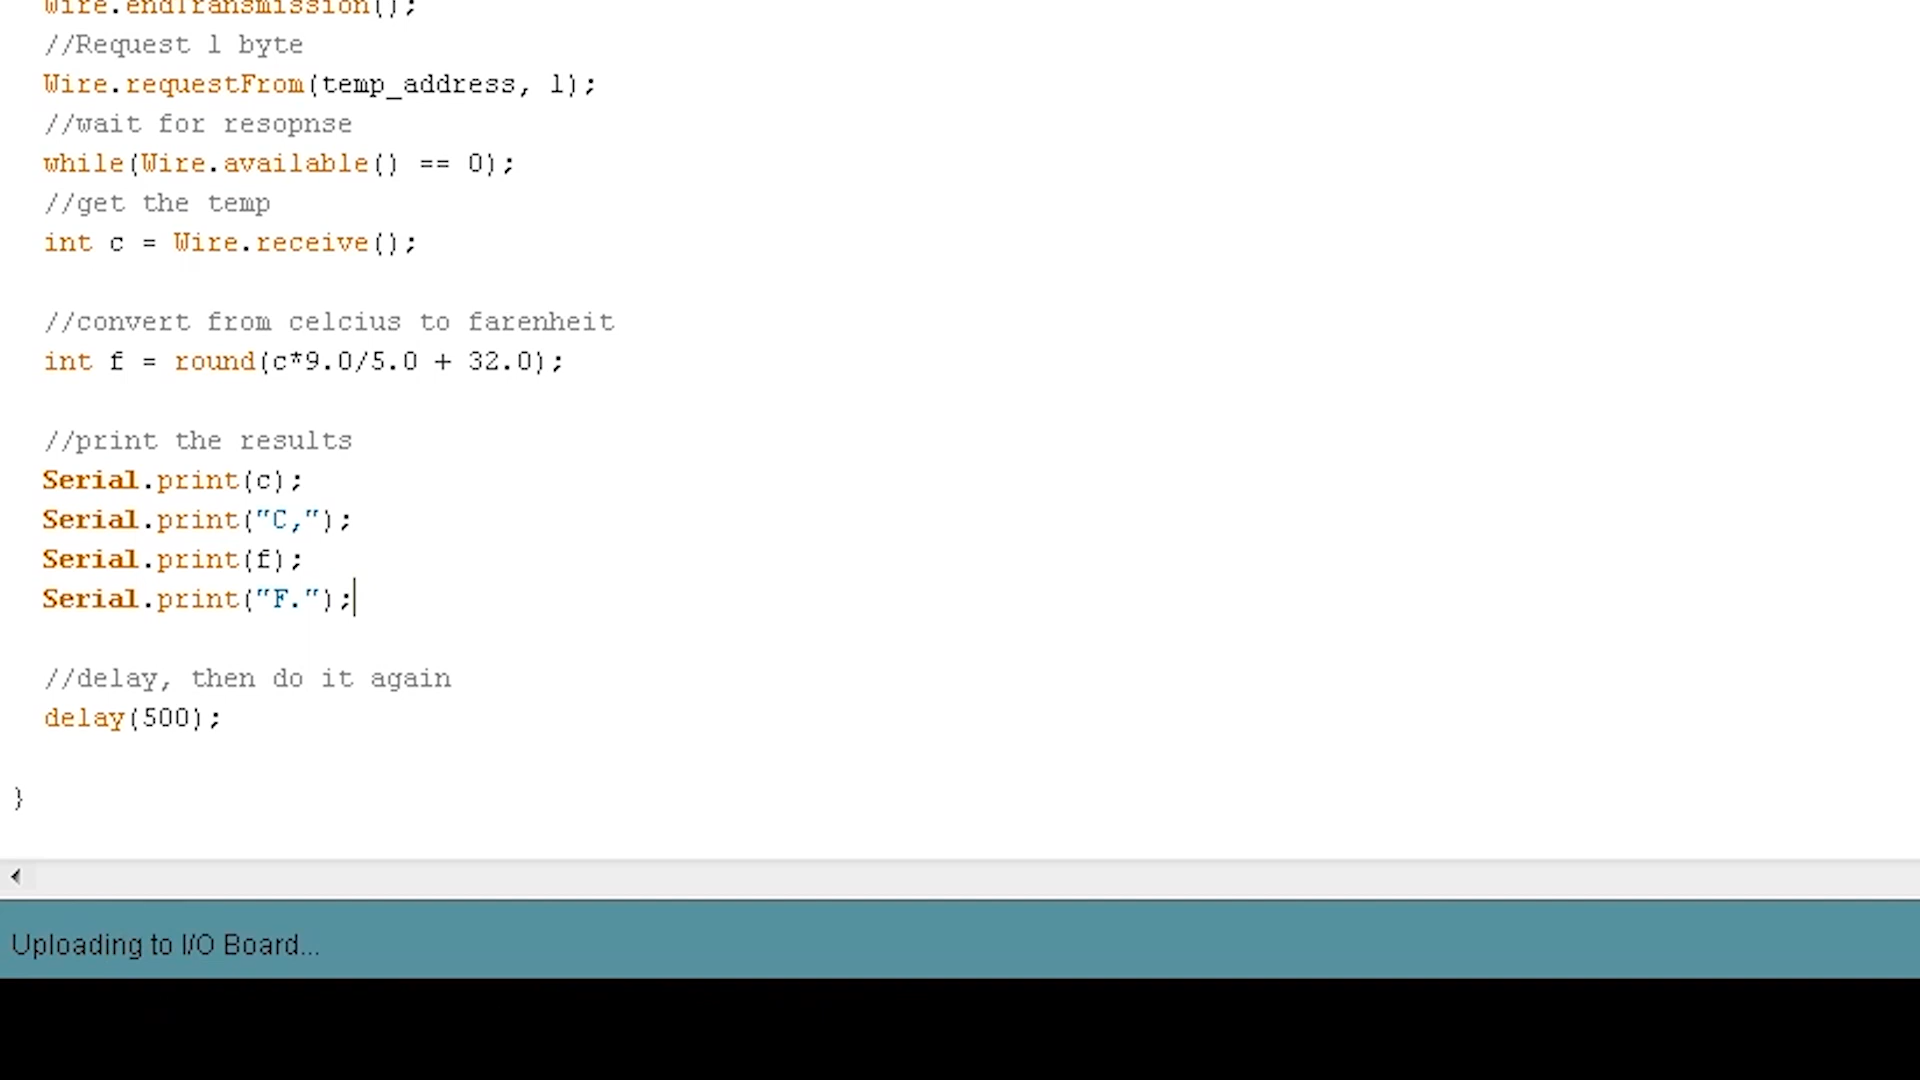 Wire.endTransmission();
//Request 1 byte
Wire.requestFrom(temp_address, 1);
//wait for resopnse
while(Wire.available() == 0);
//get the temp
int c = Wire.receive();
//convert from celcius to farenheit
int f = round(c*9.0/5.0 + 32.0);
//print the results
Serial.print(c);
Serial.print("C,");
Serial.print(f);
Serial.print("F.");
//delay, then do it again
delay(500);
}
Uploading to I/O Board...